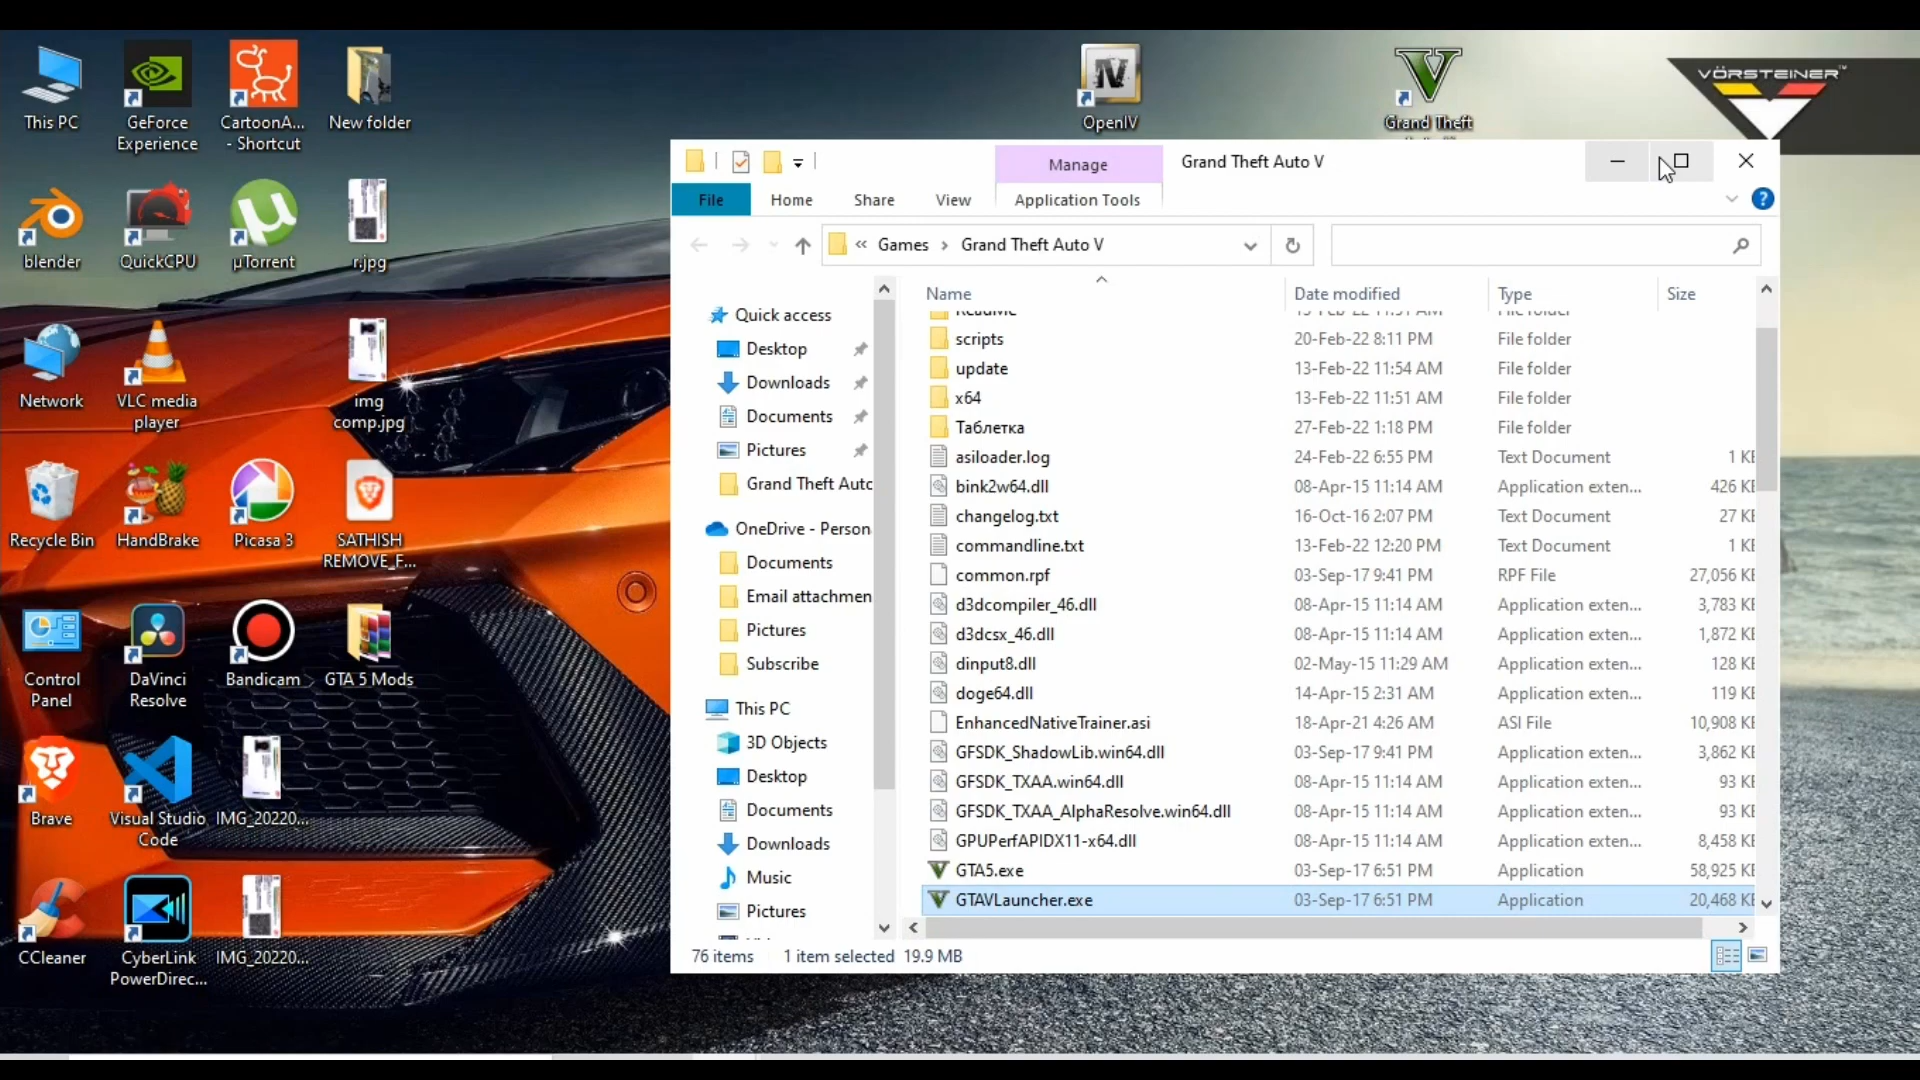 This PC
GeForce
Experience
CartoonA...
- Shortcut
New folder
OpenIV
Grand Theft
VÖRSTEINER™
blender
QuickCPU
µTorrent
r.jpg
Network
VLC media
player
img
comp.jpg
Recycle Bin
HandBrake
Picasa 3
SATHISH
REMOVE_F...
Control
Panel
DaVinci
Resolve
Bandicam
GTA 5 Mods
Brave
Visual Studio
Code
IMG_20220...
CCleaner
CyberLink
PowerDirec...
IMG_20220...
Manage
Grand Theft Auto V
File
Home
Share
View
Application Tools
« Games › Grand Theft Auto V
Name
Date modified
Type
Size
Quick access
Desktop
Downloads
Documents
Pictures
Grand Theft Auto
OneDrive - Person
Documents
Email attachmen
Pictures
Subscribe
This PC
3D Objects
Desktop
Documents
Downloads
Music
Pictures
ReadMe
scripts 20-Feb-22 8:11 PM File folder
update 13-Feb-22 11:54 AM File folder
x64 13-Feb-22 11:51 AM File folder
Таблетка 27-Feb-22 1:18 PM File folder
asiloader.log 24-Feb-22 6:55 PM Text Document 1 KB
bink2w64.dll 08-Apr-15 11:14 AM Application exten... 426 KB
changelog.txt 16-Oct-16 2:07 PM Text Document 27 KB
commandline.txt 13-Feb-22 12:20 PM Text Document 1 KB
common.rpf 03-Sep-17 9:41 PM RPF File 27,056 KB
d3dcompiler_46.dll 08-Apr-15 11:14 AM Application exten... 3,783 KB
d3dcsx_46.dll 08-Apr-15 11:14 AM Application exten... 1,872 KB
dinput8.dll 02-May-15 11:29 AM Application exten... 128 KB
doge64.dll 14-Apr-15 2:31 AM Application exten... 119 KB
EnhancedNativeTrainer.asi 18-Apr-21 4:26 AM ASI File 10,908 KB
GFSDK_ShadowLib.win64.dll 03-Sep-17 9:41 PM Application exten... 3,862 KB
GFSDK_TXAA.win64.dll 08-Apr-15 11:14 AM Application exten... 93 KB
GFSDK_TXAA_AlphaResolve.win64.dll 08-Apr-15 11:14 AM Application exten... 93 KB
GPUPerfAPIDX11-x64.dll 08-Apr-15 11:14 AM Application exten... 8,458 KB
GTA5.exe 03-Sep-17 6:51 PM Application 58,925 KB
GTAVLauncher.exe 03-Sep-17 6:51 PM Application 20,468 KB
76 items 1 item selected 19.9 MB